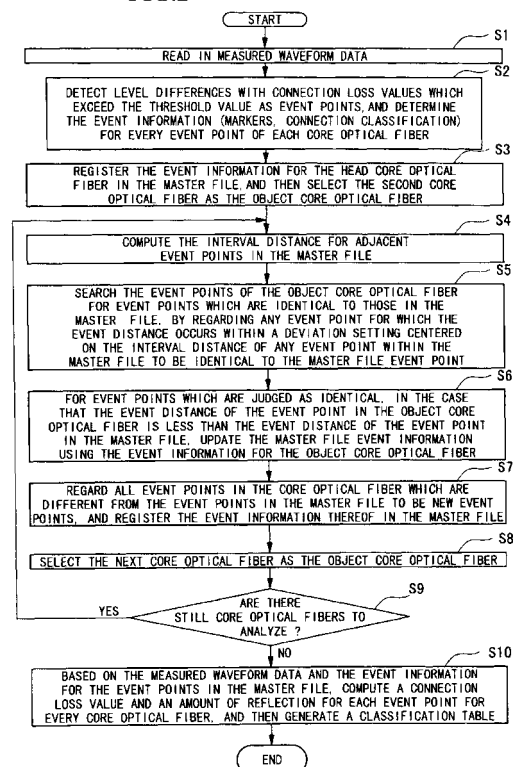 START
S1
READ IN MEASURED WAVEFORM DATA
S2
DETECT LEVEL DIFFERENCES WITH CONNECTION LOSS VALUES WHICH
EXCEED THE THRESHOLD VALUE AS EVENT POINTS, AND DETERMINE
THE EVENT INFORMATION (MARKERS, CONNECTION CLASSIFICATION)
FOR EVERY EVENT POINT OF EACH CORE OPTICAL FIBER
S3
REGISTER THE EVENT INFORMATION FOR THE HEAD CORE OPTICAL
FIBER IN THE MASTER FILE, AND THEN SELECT THE SECOND CORE
OPTICAL FIBER AS THE OBJECT CORE OPTICAL FIBER
S4
COMPUTE THE INTERVAL DISTANCE FOR ADJACENT
EVENT POINTS IN THE MASTER FILE
S5
SEARCH THE EVENT POINTS OF THE OBJECT CORE OPTICAL FIBER
FOR EVENT POINTS WHICH ARE IDENTICAL TO THOSE IN THE
MASTER FILE, BY REGARDING ANY EVENT POINT FOR WHICH THE
EVENT DISTANCE OCCURS WITHIN A DEVIATION SETTING CENTERED
ON THE INTERVAL DISTANCE OF ANY EVENT POINT WITHIN THE
MASTER FILE TO BE IDENTICAL TO THE MASTER FILE EVENT POINT
S6
FOR EVENT POINTS WHICH ARE JUDGED AS IDENTICAL, IN THE CASE
THAT THE EVENT DISTANCE OF THE EVENT POINT IN THE OBJECT CORE
OPTICAL FIBER IS LESS THAN THE EVENT DISTANCE OF THE EVENT POINT
IN THE MASTER FILE, UPDATE THE MASTER FILE EVENT INFORMATION
USING THE EVENT INFORMATION FOR THE OBJECT CORE OPTICAL FIBER
S7
REGARD ALL EVENT POINTS IN THE CORE OPTICAL FIBER WHICH ARE
DIFFERENT FROM THE EVENT POINTS IN THE MASTER FILE TO BE NEW EVENT
POINTS, AND REGISTER THE EVENT INFORMATION THEREOF IN THE MASTER FILE
S8
SELECT THE NEXT CORE OPTICAL FIBER AS THE OBJECT CORE OPTICAL FIBER
S9
YES
ARE THERE
STILL CORE OPTICAL FIBERS TO
ANALYZE ?
NO
S10
BASED ON THE MEASURED WAVEFORM DATA AND THE EVENT INFORMATION
FOR THE EVENT POINTS IN THE MASTER FILE, COMPUTE A CONNECTION
LOSS VALUE AND AN AMOUNT OF REFLECTION FOR EACH EVENT POINT FOR
EVERY CORE OPTICAL FIBER, AND THEN GENERATE A CLASSIFICATION TABLE
END